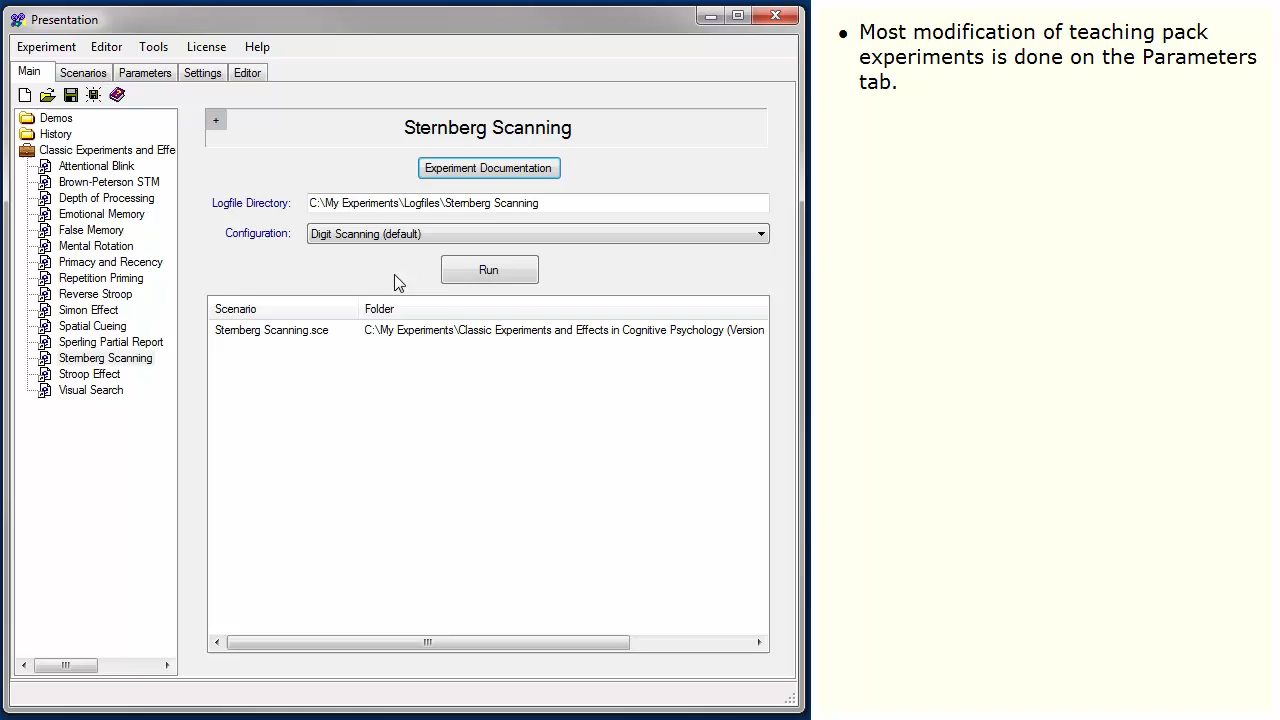 Presentation
Experiment Editor Tools License Help
Main Scenarios Parameters Settings Editor
Demos
History
Classic Experiments and Effe
Attentional Blink
Brown-Peterson STM
Depth of Processing
Emotional Memory
False Memory
Mental Rotation
Primacy and Recency
Repetition Priming
Reverse Stroop
Simon Effect
Spatial Cueing
Sperling Partial Report
Sternberg Scanning
Stroop Effect
Visual Search
+
Sternberg Scanning
Experiment Documentation
Logfile Directory: C:\My Experiments\Logfiles\Sternberg Scanning
Configuration: Digit Scanning (default)
Run
Scenario Folder
Sternberg Scanning.sce C:\My Experiments\Classic Experiments and Effects in Cognitive Psychology (Version
• Most modification of teaching pack
experiments is done on the Parameters
tab.